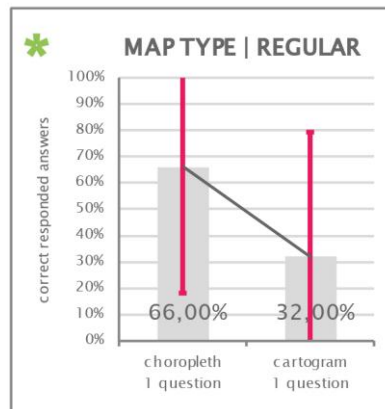 MAP TYPE | REGULAR
correct responded answers
100%
90%
80%
70%
60%
50%
40%
30%
20%
10%
0%
66,00%
32,00%
choropleth
1 question
cartogram
1 question